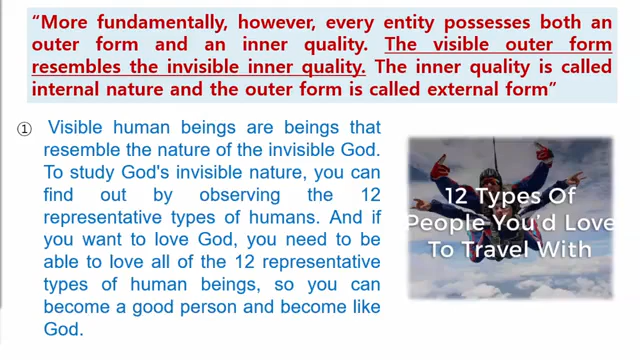 “More fundamentally, however, every entity possesses both an
outer form and an inner quality. The visible outer form
resembles the invisible inner quality. The inner quality is called
internal nature and the outer form is called external form”
① Visible human beings are beings that
resemble the nature of the invisible God.
To study God's invisible nature, you can
find out by observing the 12
representative types of humans. And if
you want to love God, you need to be
able to love all of the 12 representative
types of human beings, so you can
become a good person and become like
God.
12 Types Of
People You'd Love
To Travel With